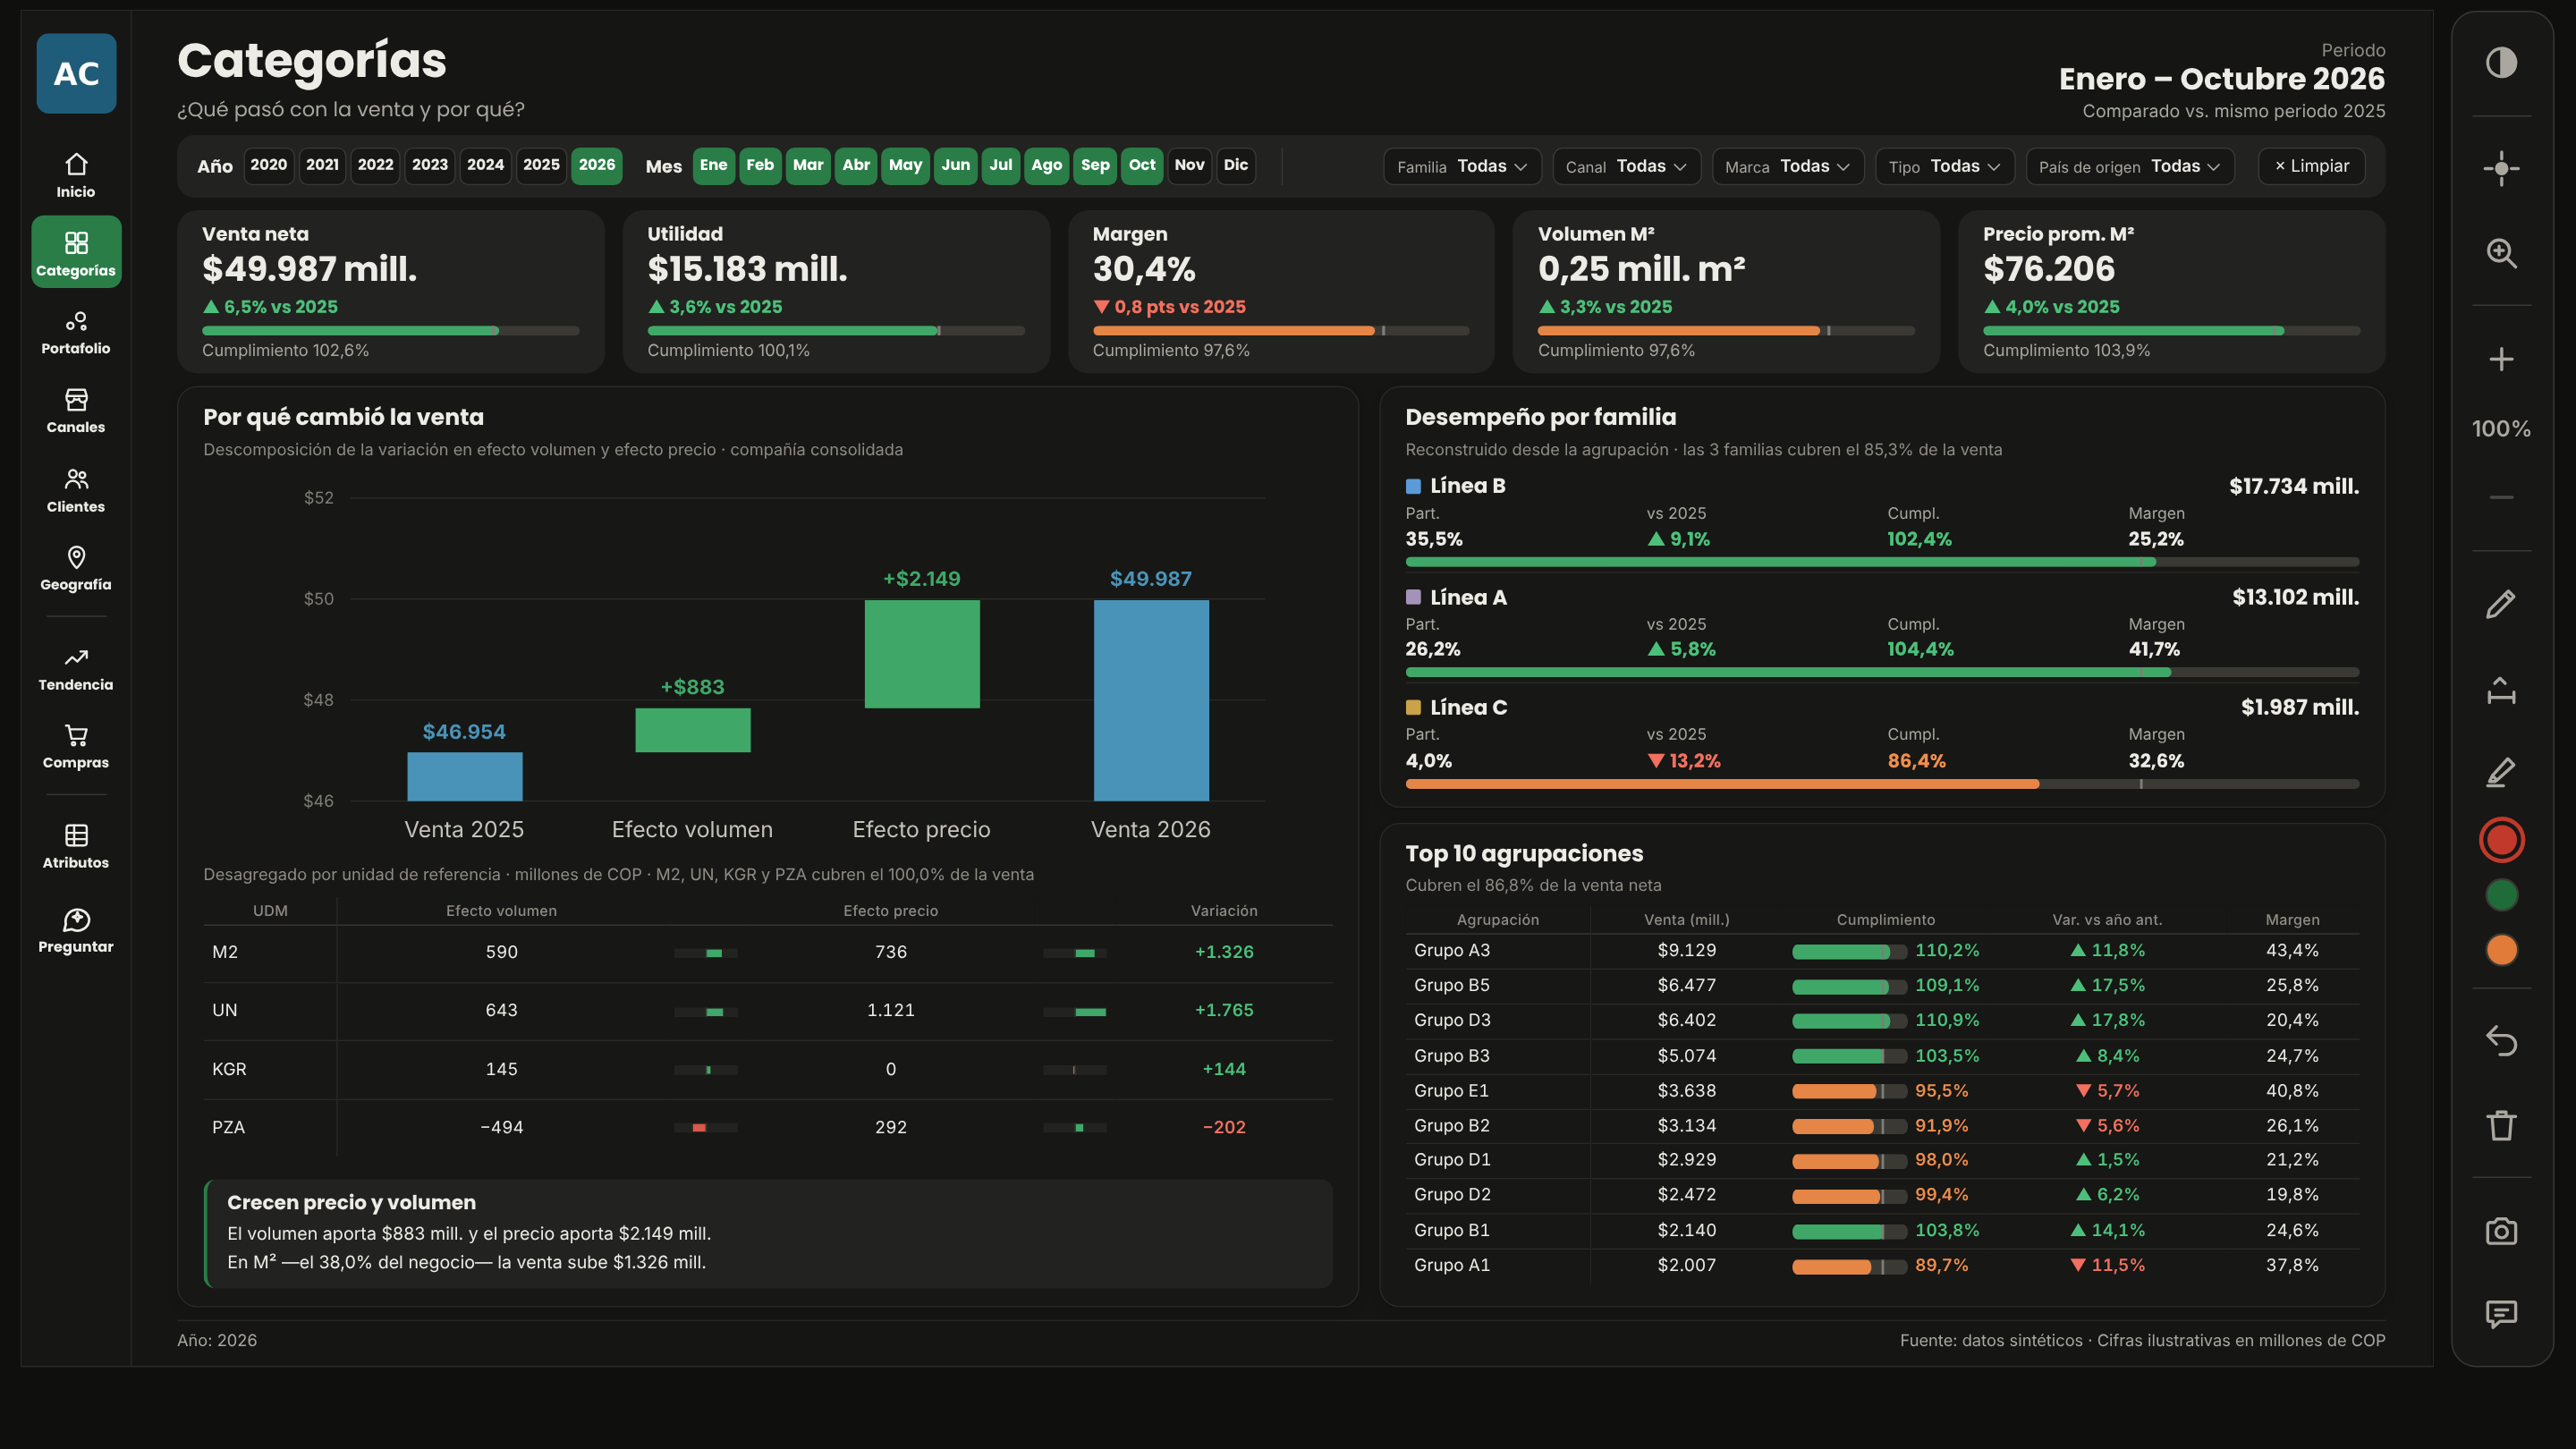 AC
Inicio
Categorías
Portafolio
Canales
Clientes
Geografía
Tendencia
Compras
Atributos
Preguntar
Categorías
¿Qué pasó con la venta y por qué?
Periodo
Enero – Octubre 2026
Comparado vs. mismo periodo 2025
Año 2020 2021 2022 2023 2024 2025 2026 Mes Ene Feb Mar Abr May Jun Jul Ago Sep Oct Nov Dic Familia Todas Canal Todas Marca Todas Tipo Todas País de origen Todas × Limpiar
Venta neta
$49.987 mill.
▲ 6,5% vs 2025
Cumplimiento 102,6%
Utilidad
$15.183 mill.
▲ 3,6% vs 2025
Cumplimiento 100,1%
Margen
30,4%
▼ 0,8 pts vs 2025
Cumplimiento 97,6%
Volumen M²
0,25 mill. m²
▲ 3,3% vs 2025
Cumplimiento 97,6%
Precio prom. M²
$76.206
▲ 4,0% vs 2025
Cumplimiento 103,9%
Por qué cambió la venta
Descomposición de la variación en efecto volumen y efecto precio · compañía consolidada
$52
$50
$48
$46
$46.954
+$883
+$2.149
$49.987
Venta 2025 Efecto volumen Efecto precio Venta 2026
Desagregado por unidad de referencia · millones de COP · M2, UN, KGR y PZA cubren el 100,0% de la venta
UDM Efecto volumen Efecto precio Variación
M2 590 736 +1.326
UN 643 1.121 +1.765
KGR 145 0 +144
PZA −494 292 −202
Crecen precio y volumen
El volumen aporta $883 mill. y el precio aporta $2.149 mill.
En M² —el 38,0% del negocio— la venta sube $1.326 mill.
Desempeño por familia
Reconstruido desde la agrupación · las 3 familias cubren el 85,3% de la venta
Línea B $17.734 mill.
Part. vs 2025 Cumpl. Margen
35,5% ▲ 9,1% 102,4% 25,2%
Línea A $13.102 mill.
Part. vs 2025 Cumpl. Margen
26,2% ▲ 5,8% 104,4% 41,7%
Línea C $1.987 mill.
Part. vs 2025 Cumpl. Margen
4,0% ▼ 13,2% 86,4% 32,6%
Top 10 agrupaciones
Cubren el 86,8% de la venta neta
Agrupación Venta (mill.) Cumplimiento Var. vs año ant. Margen
Grupo A3 $9.129 110,2% ▲ 11,8% 43,4%
Grupo B5 $6.477 109,1% ▲ 17,5% 25,8%
Grupo D3 $6.402 110,9% ▲ 17,8% 20,4%
Grupo B3 $5.074 103,5% ▲ 8,4% 24,7%
Grupo E1 $3.638 95,5% ▼ 5,7% 40,8%
Grupo B2 $3.134 91,9% ▼ 5,6% 26,1%
Grupo D1 $2.929 98,0% ▲ 1,5% 21,2%
Grupo D2 $2.472 99,4% ▲ 6,2% 19,8%
Grupo B1 $2.140 103,8% ▲ 14,1% 24,6%
Grupo A1 $2.007 89,7% ▼ 11,5% 37,8%
Año: 2026
Fuente: datos sintéticos · Cifras ilustrativas en millones de COP
100%